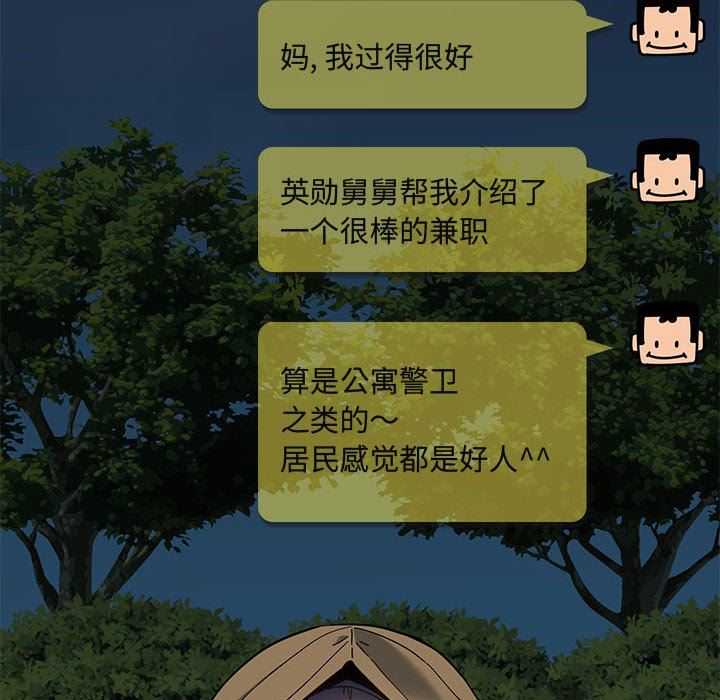 妈, 我过得很好
英勋舅舅帮我介绍了
一个很棒的兼职
算是公寓警卫
之类的～
居民感觉都是好人^^